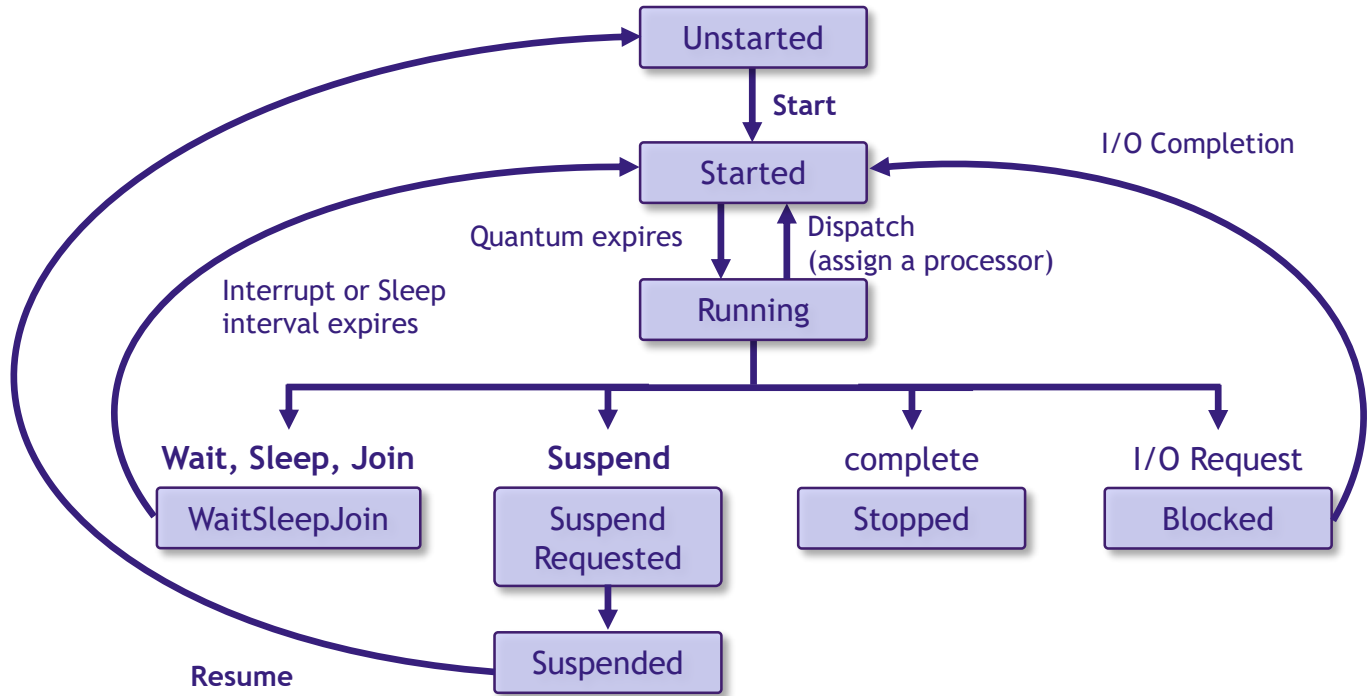 Unstarted
Start
I/O Completion
Started
Quantum expires
Dispatch
(assign a processor)
Interrupt or Sleep
interval expires
Running
Wait, Sleep, Join
Suspend
complete
I/O Request
WaitSleepJoin
Suspend
Requested
Stopped
Blocked
Suspended
Resume